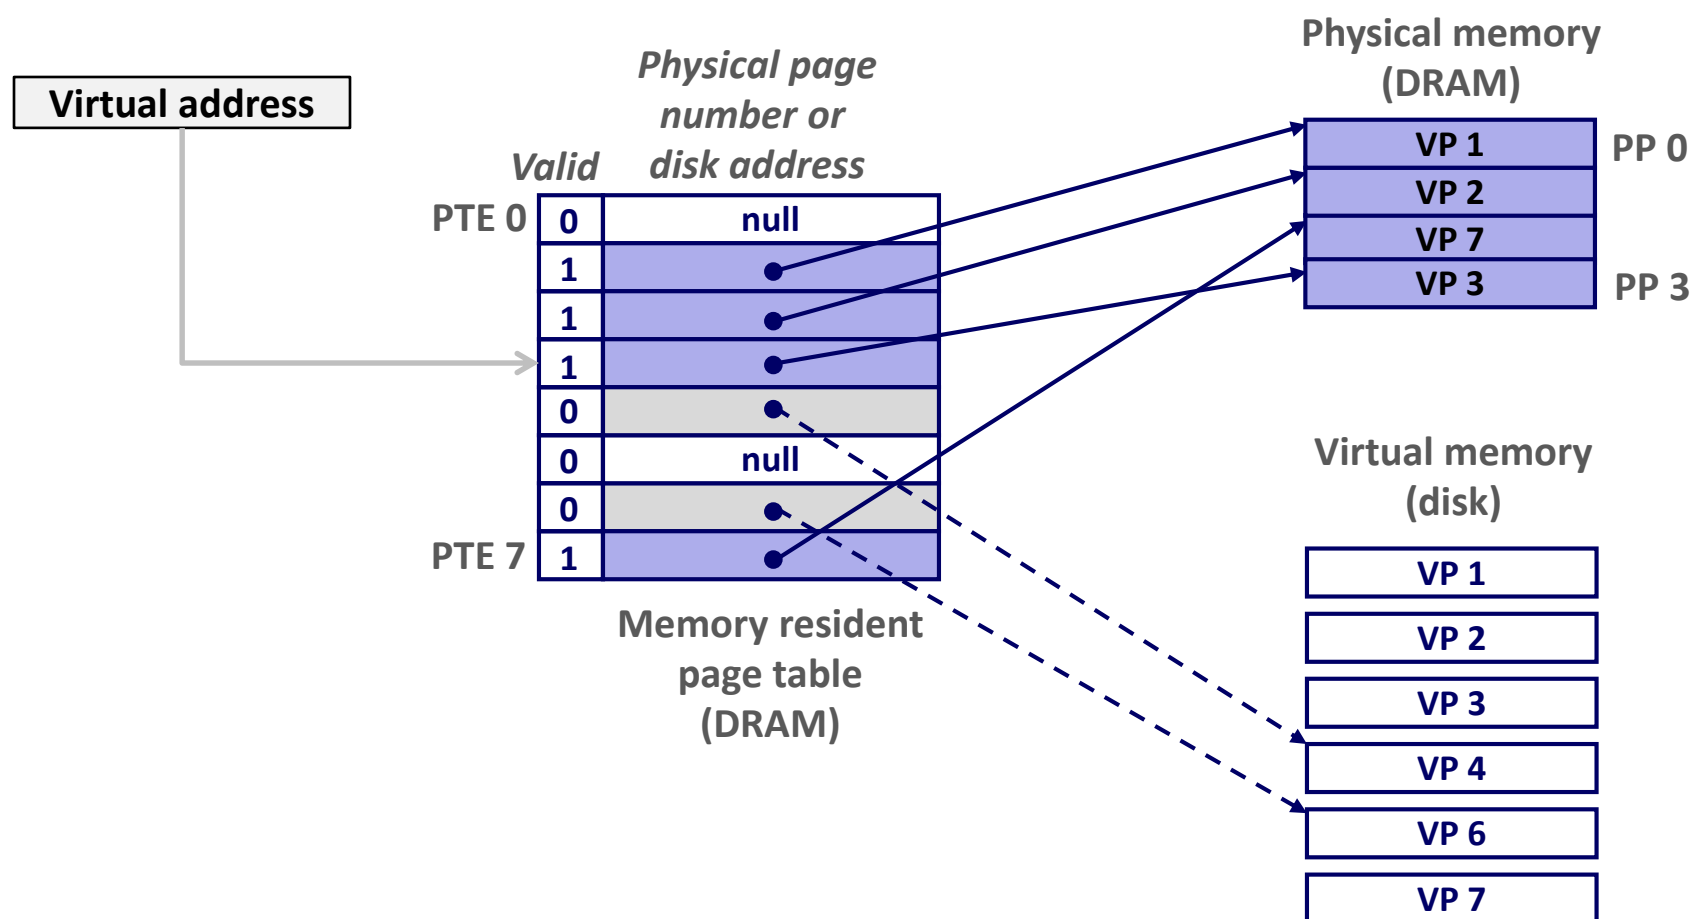 Virtual address
Physical page
number or
disk address
Valid
PTE 0
0
null
1
1
1
0
0
null
0
PTE 7
1
Memory resident
page table
(DRAM)
Physical memory
(DRAM)
VP 1
PP 0
VP 2
VP 7
VP 3
PP 3
Virtual memory
(disk)
VP 1
VP 2
VP 3
VP 4
VP 6
VP 7